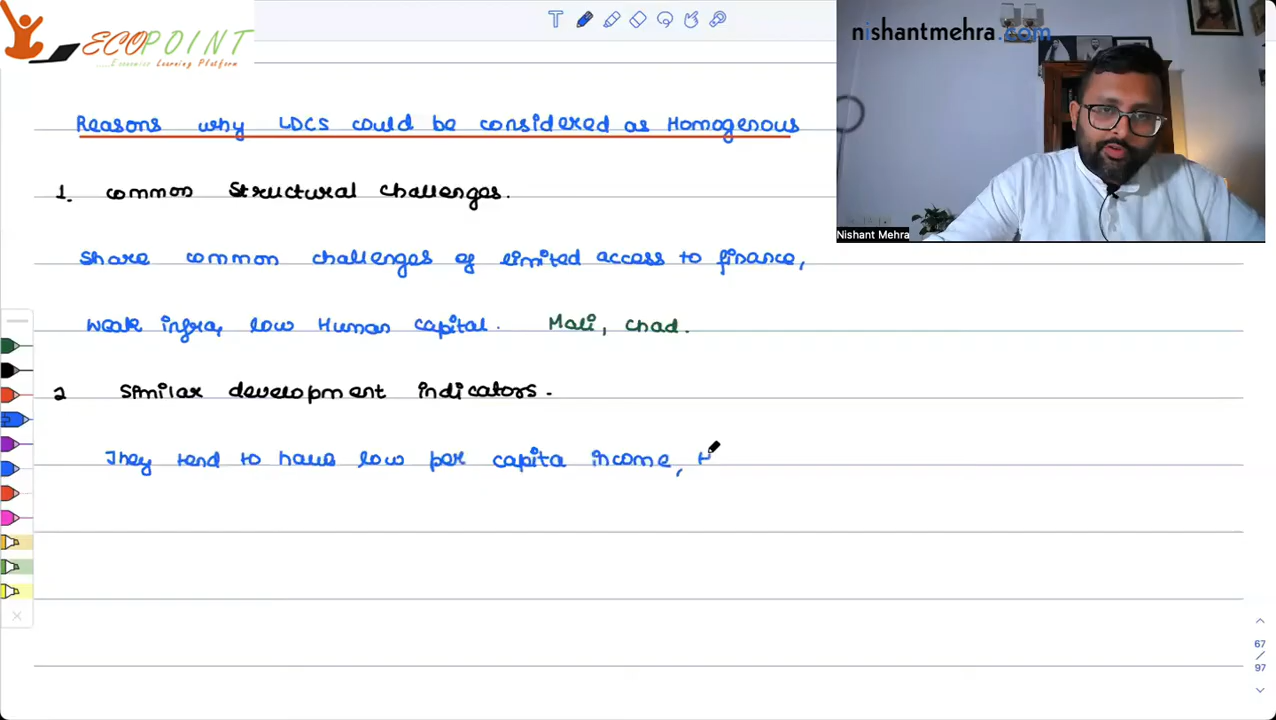 ECOPOINT
....Economics Learning Platform
nishantmehra.com
Nishant Mehra
Reasons why LDCS could be considered as Homogenous
1. Common Structural Challenges.
Share common challenges of limited access to finance,
Weak infra, low Human capital. Mali, Chad.
2 Similar development indicators.
They tend to have low per capita income,
67
/
97